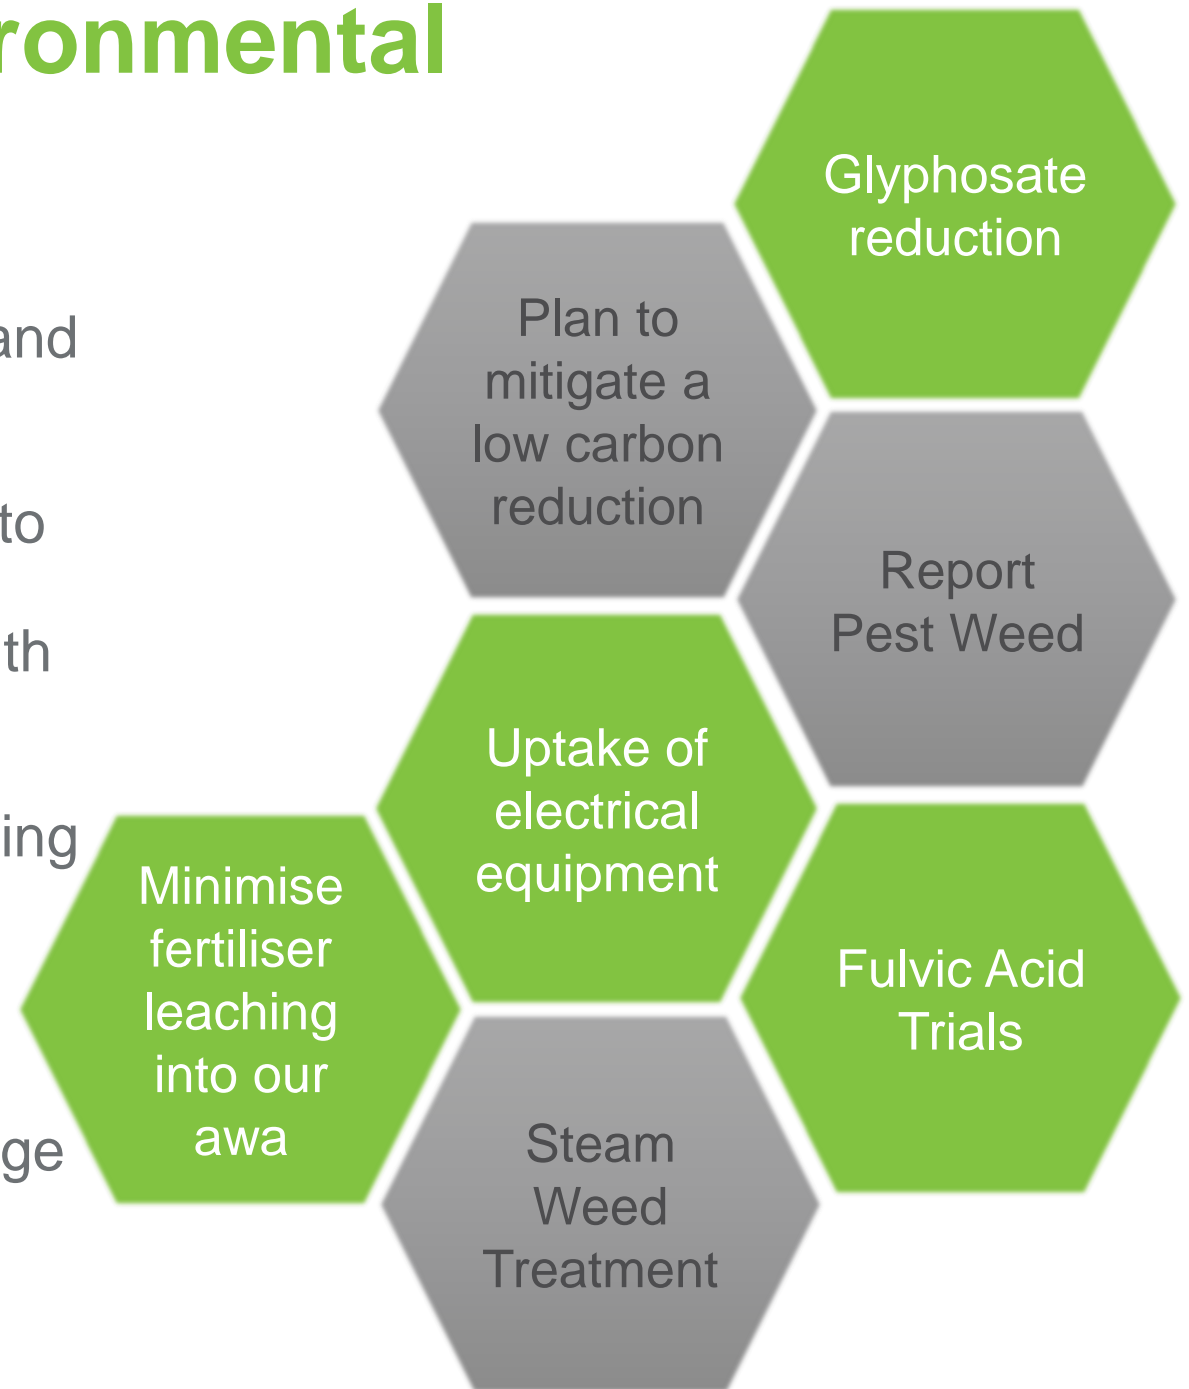 ronmental
and
to
th
ing
ge
Glyphosate
reduction
Plan to
mitigate a
low carbon
reduction
Report
Pest Weed
Uptake of
electrical
equipment
Minimise
fertiliser
leaching
into our
awa
Fulvic Acid
Trials
Steam
Weed
Treatment